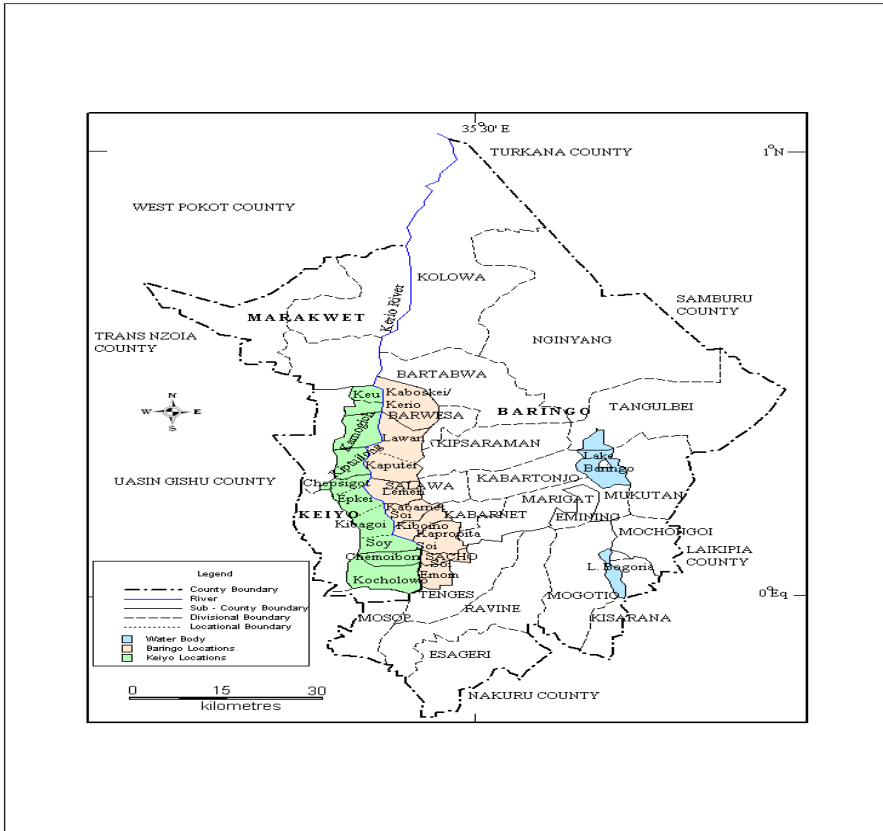 35°30' E
TURKANA COUNTY
1°N
WEST POKOT COUNTY
KOLOWA
Kerio River
SAMBURU
COUNTY
MARAKWET
TRANS NZOIA
COUNTY
NGINYANG
BARTABWA
Keu
Kaboskei/
Kerio
TANGULBEI
N
W
E
S
BARWESA
BARINGO
Lawan
KIPSARAMAN
Lake
Baringo
Kaputer
UASIN GISHU COUNTY
Chepsigot
SALAWA
KABARTONJO
Lemeri
MARIGAT
MUKUTAN
Epkei
Kabarnet
Soi
KABARNET
KEIYO
EMINING
Kibagoi
Kiboino
MOCHONGOI
Kapropita
Soy
Soi
LAIKIPIA
COUNTY
Chemoibon
SACHO
Soi
L. Bogoria
Emom
Kocholowo
TENGES
0°Eq
MOGOTIO
RAVINE
MOSOP
KISARANA
ESAGERI
NAKURU COUNTY
Legend
County Boundary
River
Sub - County Boundary
Divisional Boundary
Locational Boundary
Water Body
Baringo Locations
Keiyo Locations
0 15 30
kilometres